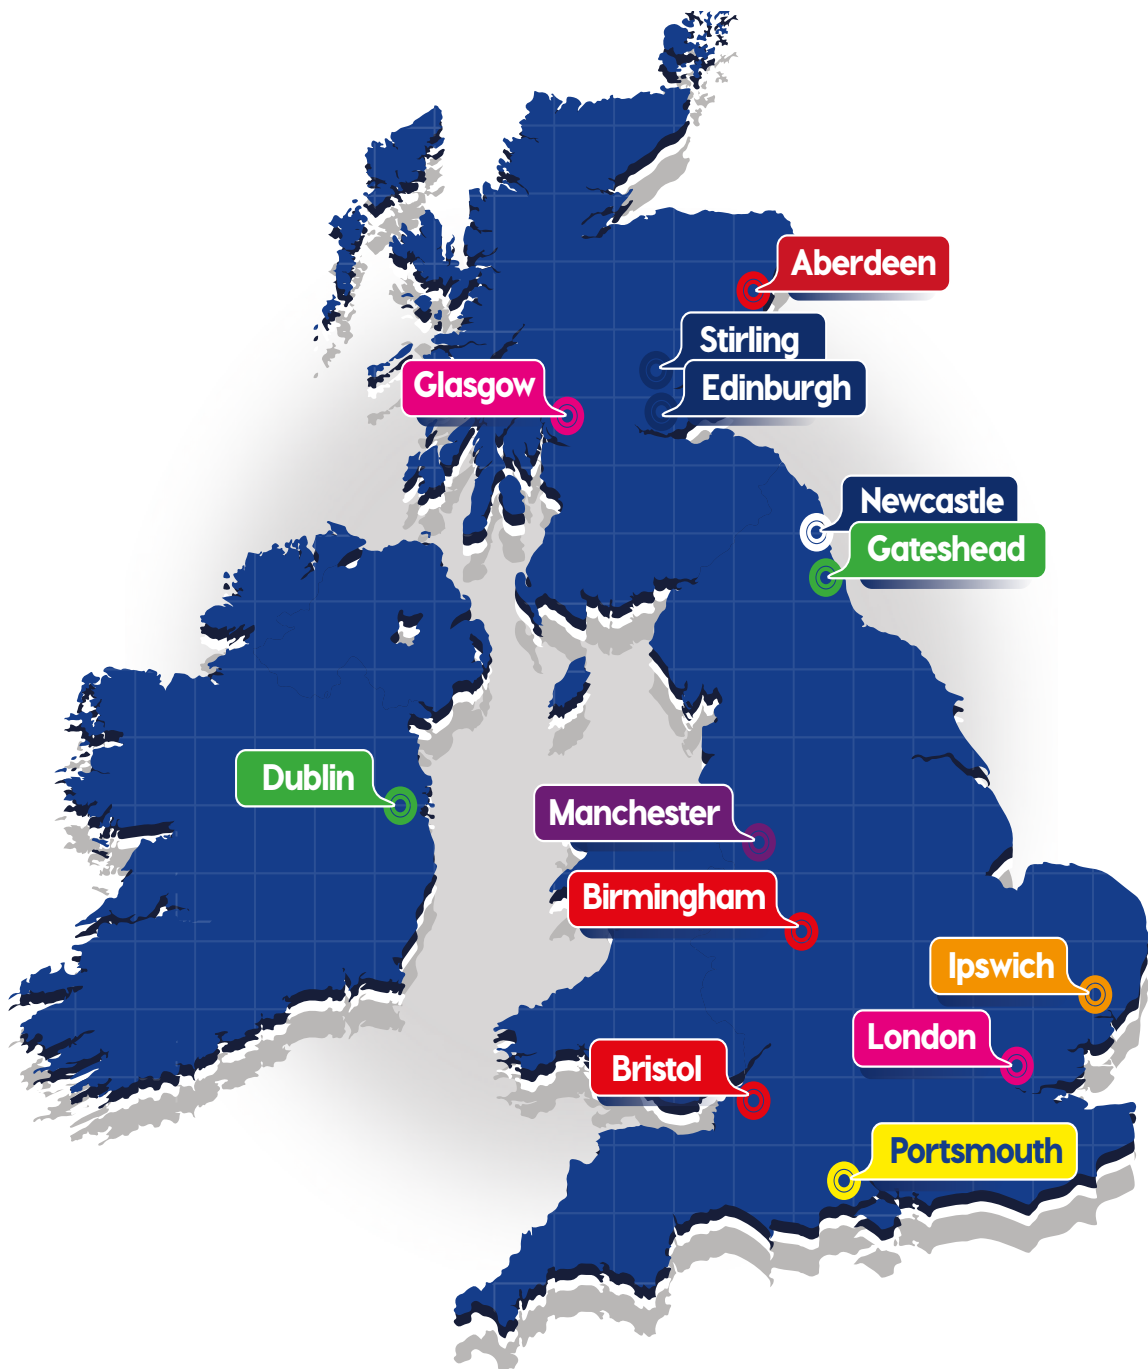 Aberdeen
Stirling
Glasgow
Edinburgh
Newcastle
Gateshead
Dublin
Manchester
Birmingham
Ipswich
London
Bristol
Portsmouth